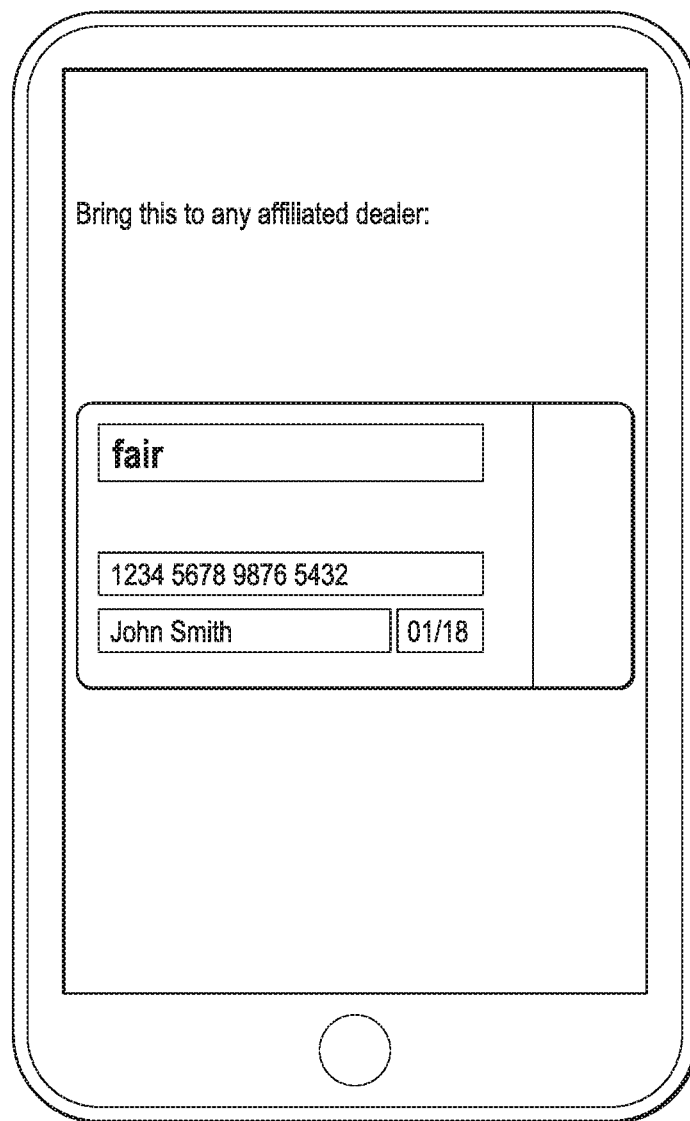 Bring this to any affiliated dealer:
fair
1234 5678 9876 5432
John Smith 01/18